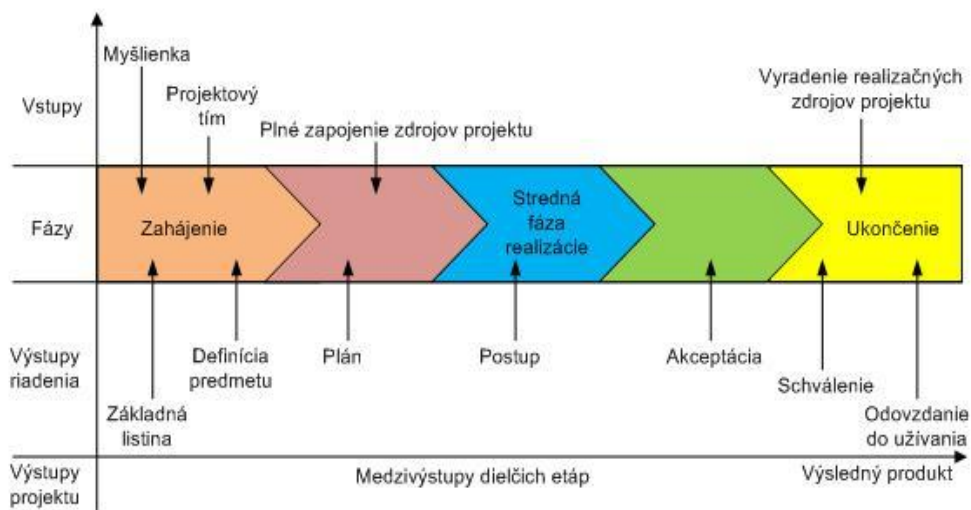 Myšlienka
Vstupy
Projektový
tím
Plné zapojenie zdrojov projektu
Vyradenie realizačných
zdrojov projektu
Fázy
Zahájenie
Stredná
fáza
realizácie
Ukončenie
Výstupy
riadenia
Definícia
predmetu
Plán
Postup
Akceptácia
Schválenie
Základná
listina
Odovzdanie
do užívania
Výstupy
projektu
Medzivýstupy dielčich etáp
Výsledný produkt